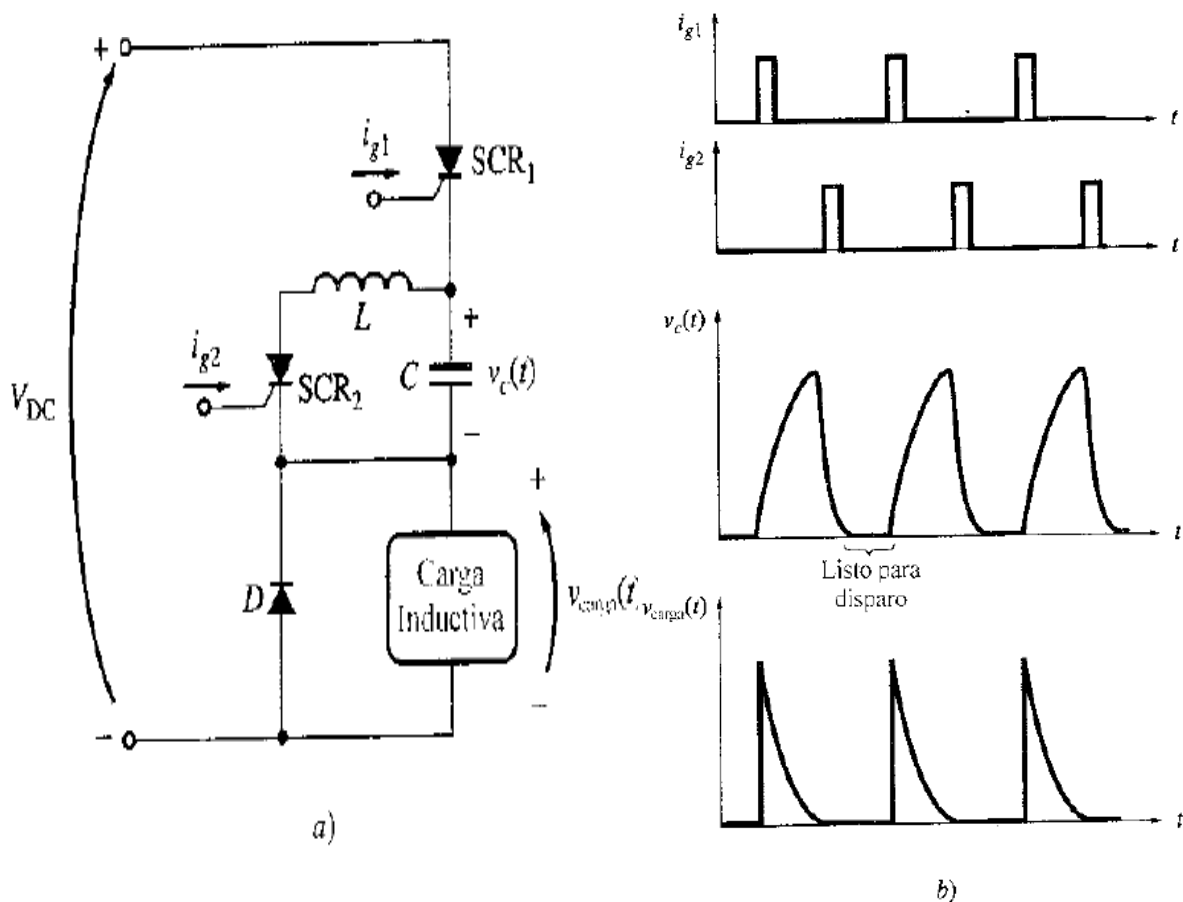 +
i_g1
SCR₁
L
+
i_g2
SCR₂
C
v_c(t)
V_DC
−
+
D
Carga
Inductiva
v_carga(t)
−
−
a)
i_g1
t
i_g2
t
v_c(t)
t
Listo para
disparo
v_carga(t)
t
b)